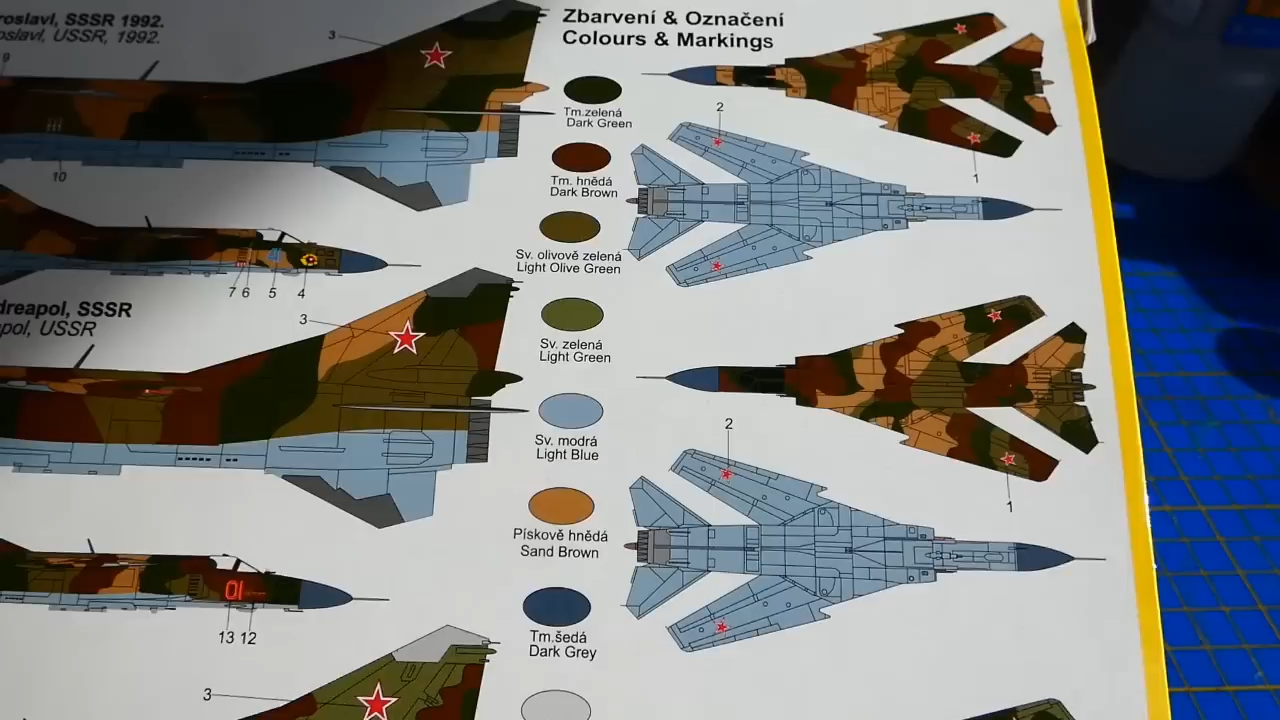 roslavl, SSSR 1992.
oslavl, USSR, 1992.
9
3
10
7 6 5 4
dreapol, SSSR
apol, USSR
3
01
13 12
3
Zbarvení & Označení
Colours & Markings
Tm.zelená
Dark Green
Tm. hnědá
Dark Brown
Sv. olivově zelená
Light Olive Green
Sv. zelená
Light Green
Sv. modrá
Light Blue
Pískově hnědá
Sand Brown
Tm.šedá
Dark Grey
2
1
2
1